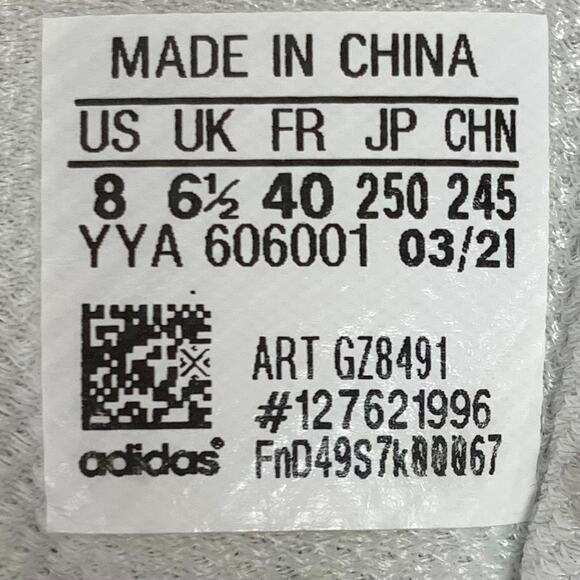 MADE IN CHINA
US UK FR JP CHN
8 6½ 40 250 245
YYA 606001 03/21
ART GZ8491
#127621996
adidas® FnD49S7k00067